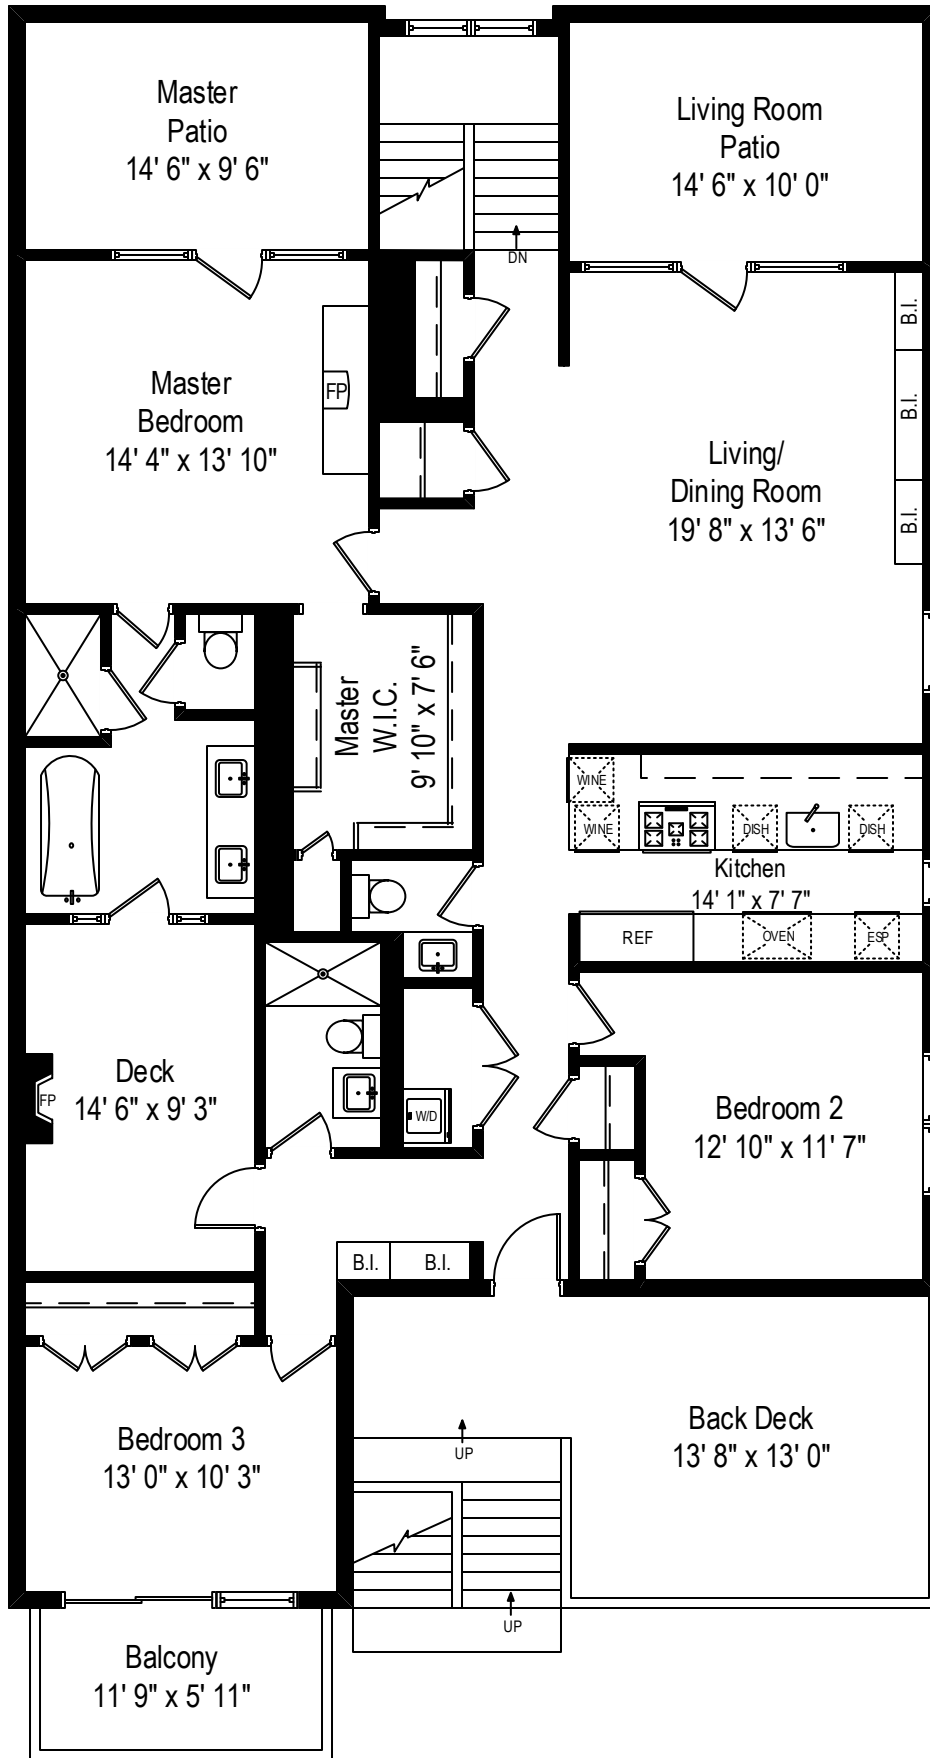 Master
Patio
14' 6" x 9' 6"
Living Room
Patio
14' 6" x 10' 0"
DN
B.I.
Master
Bedroom
14' 4" x 13' 10"
FP
B.I.
Living/
Dining Room
19' 8" x 13' 6"
B.I.
Master
W.I.C.
9' 10" x 7' 6"
WINE
WINE
DISH
DISH
Kitchen
14' 1" x 7' 7"
REF
OVEN
ESP
Deck
14' 6" x 9' 3"
FP
W/D
Bedroom 2
12' 10" x 11' 7"
B.I.
B.I.
Bedroom 3
13' 0" x 10' 3"
Back Deck
13' 8" x 13' 0"
UP
UP
Balcony
11' 9" x 5' 11"